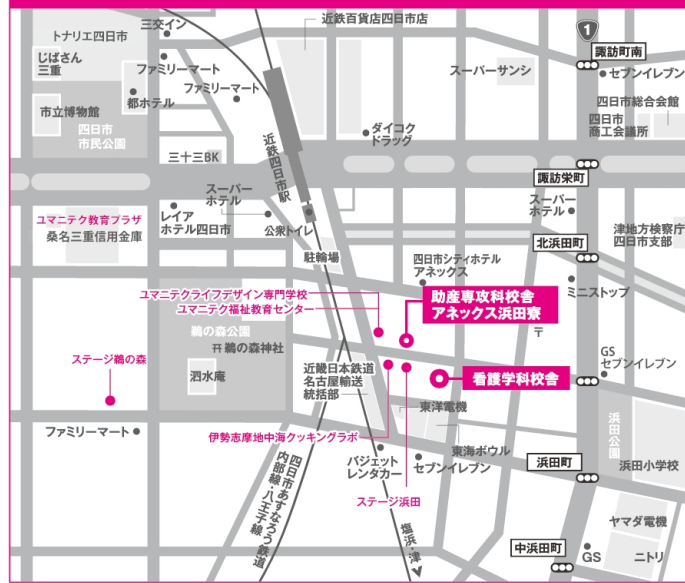 近鉄百貨店四日市店
三交イン
トナリエ四日市
1
諏訪町南
じばさん
三重
ファミリーマート
スーパーサンシ
セブンイレブン
都ホテル
ファミリーマート
四日市総合会館
市立博物館
四日市
市民公園
四日市
商工会議所
ダイコク
ドラッグ
近鉄四日市駅
三十三BK
諏訪栄町
スーパー
ホテル
スーパー
ホテル
ユマニテク教育プラザ
桑名三重信用金庫
レイア
ホテル四日市
公衆トイレ
津地方検察庁
四日市支部
北浜田町
駐輪場
四日市シティホテル
アネックス
ミニストップ
ユマニテクライフデザイン専門学校
ユマニテク福祉教育センター
助産専攻科校舎
アネックス浜田寮
鵜の森公園
〒
鵜の森神社
ステージ鵜の森
GS
セブンイレブン
泗水庵
近畿日本鉄道
名古屋輸送
統括部
看護学科校舎
東洋電機
浜田公園
伊勢志摩地中海クッキングラボ
ファミリーマート
東海ボウル
バジェット
レンタカー
セブンイレブン
浜田町
浜田小学校
四日市あすなろう鉄道
内部線・八王子線
ステージ浜田
塩浜・津
ヤマダ電機
中浜田町
GS
ニトリ